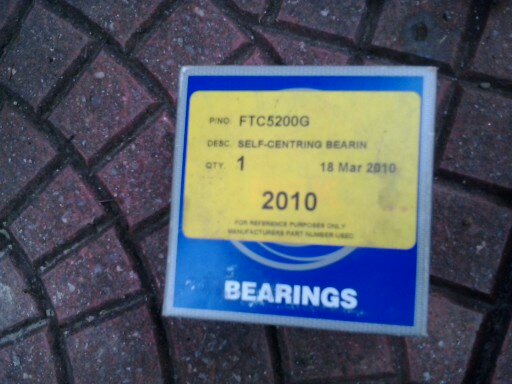 P/NO. FTC5200G
DESC. SELF-CENTRING BEARIN
QTY. 1 18 Mar 2010
2010
FOR REFERENCE PURPOSES ONLY
MANUFACTURERS PART NUMBER USED
BEARINGS